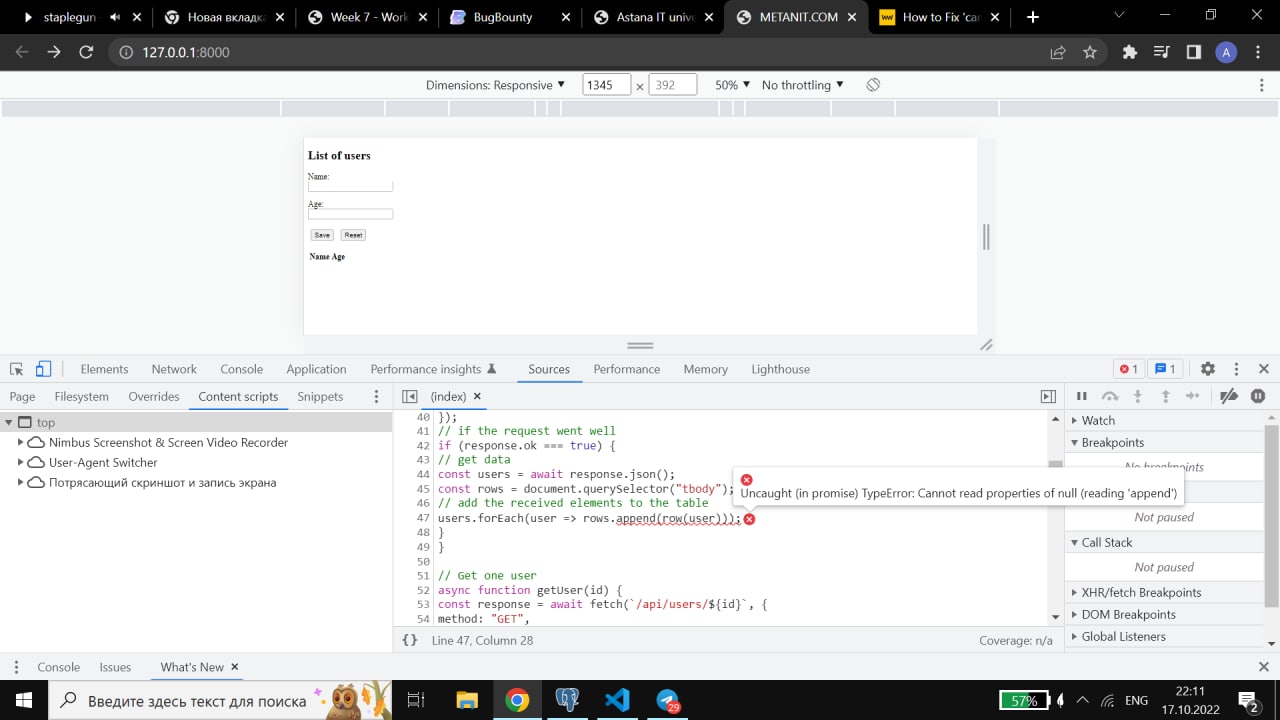 staplegun
Новая вкладка
Week 7 - Work
BugBounty
Astana IT unive
METANIT.COM
How to Fix 'can
127.0.0.1:8000
A
Dimensions: Responsive ▼ 1345 × 392 50% ▼ No throttling ▼
List of users
Name:
Age:
Save Reset
Name Age
Elements Network Console Application Performance insights Sources Performance Memory Lighthouse 1 1
Page Filesystem Overrides Content scripts Snippets
(index) ×
top
Nimbus Screenshot & Screen Video Recorder
User-Agent Switcher
Потрясающий скриншот и запись экрана
40 });
41 // if the request went well
42 if (response.ok === true) {
43 // get data
44 const users = await response.json();
45 const rows = document.querySelector("tbody");
46 // add the received elements to the table
47 users.forEach(user => rows.append(row(user)));
48 }
49 }
50
51 // Get one user
52 async function getUser(id) {
53 const response = await fetch(`/api/users/${id}`, {
54 method: "GET",
Uncaught (in promise) TypeError: Cannot read properties of null (reading 'append')
{} Line 47, Column 28 Coverage: n/a
Watch
Breakpoints
No breakpoints
Not paused
Call Stack
Not paused
XHR/fetch Breakpoints
DOM Breakpoints
Global Listeners
Console Issues What's New ×
Введите здесь текст для поиска
29
57%
ENG
22:11
17.10.2022
2